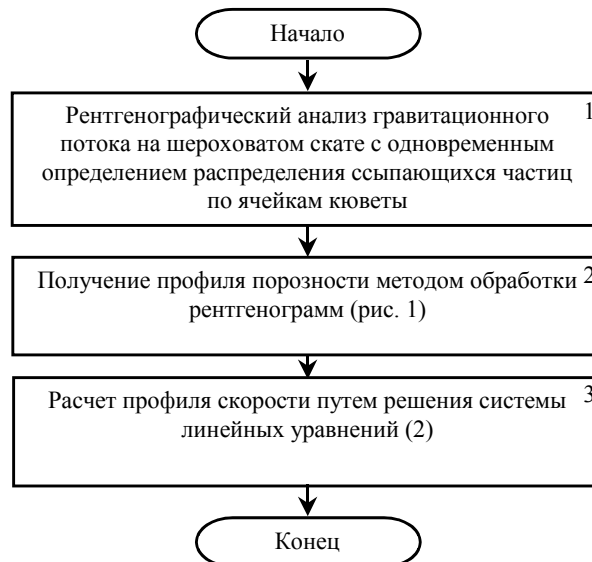 Начало
Рентгенографический анализ гравитационного 1
потока на шероховатом скате с одновременным
определением распределения ссыпающихся частиц
по ячейкам кюветы
Получение профиля порозности методом обработки 2
рентгенограмм (рис. 1)
Расчет профиля скорости путем решения системы 3
линейных уравнений (2)
Конец